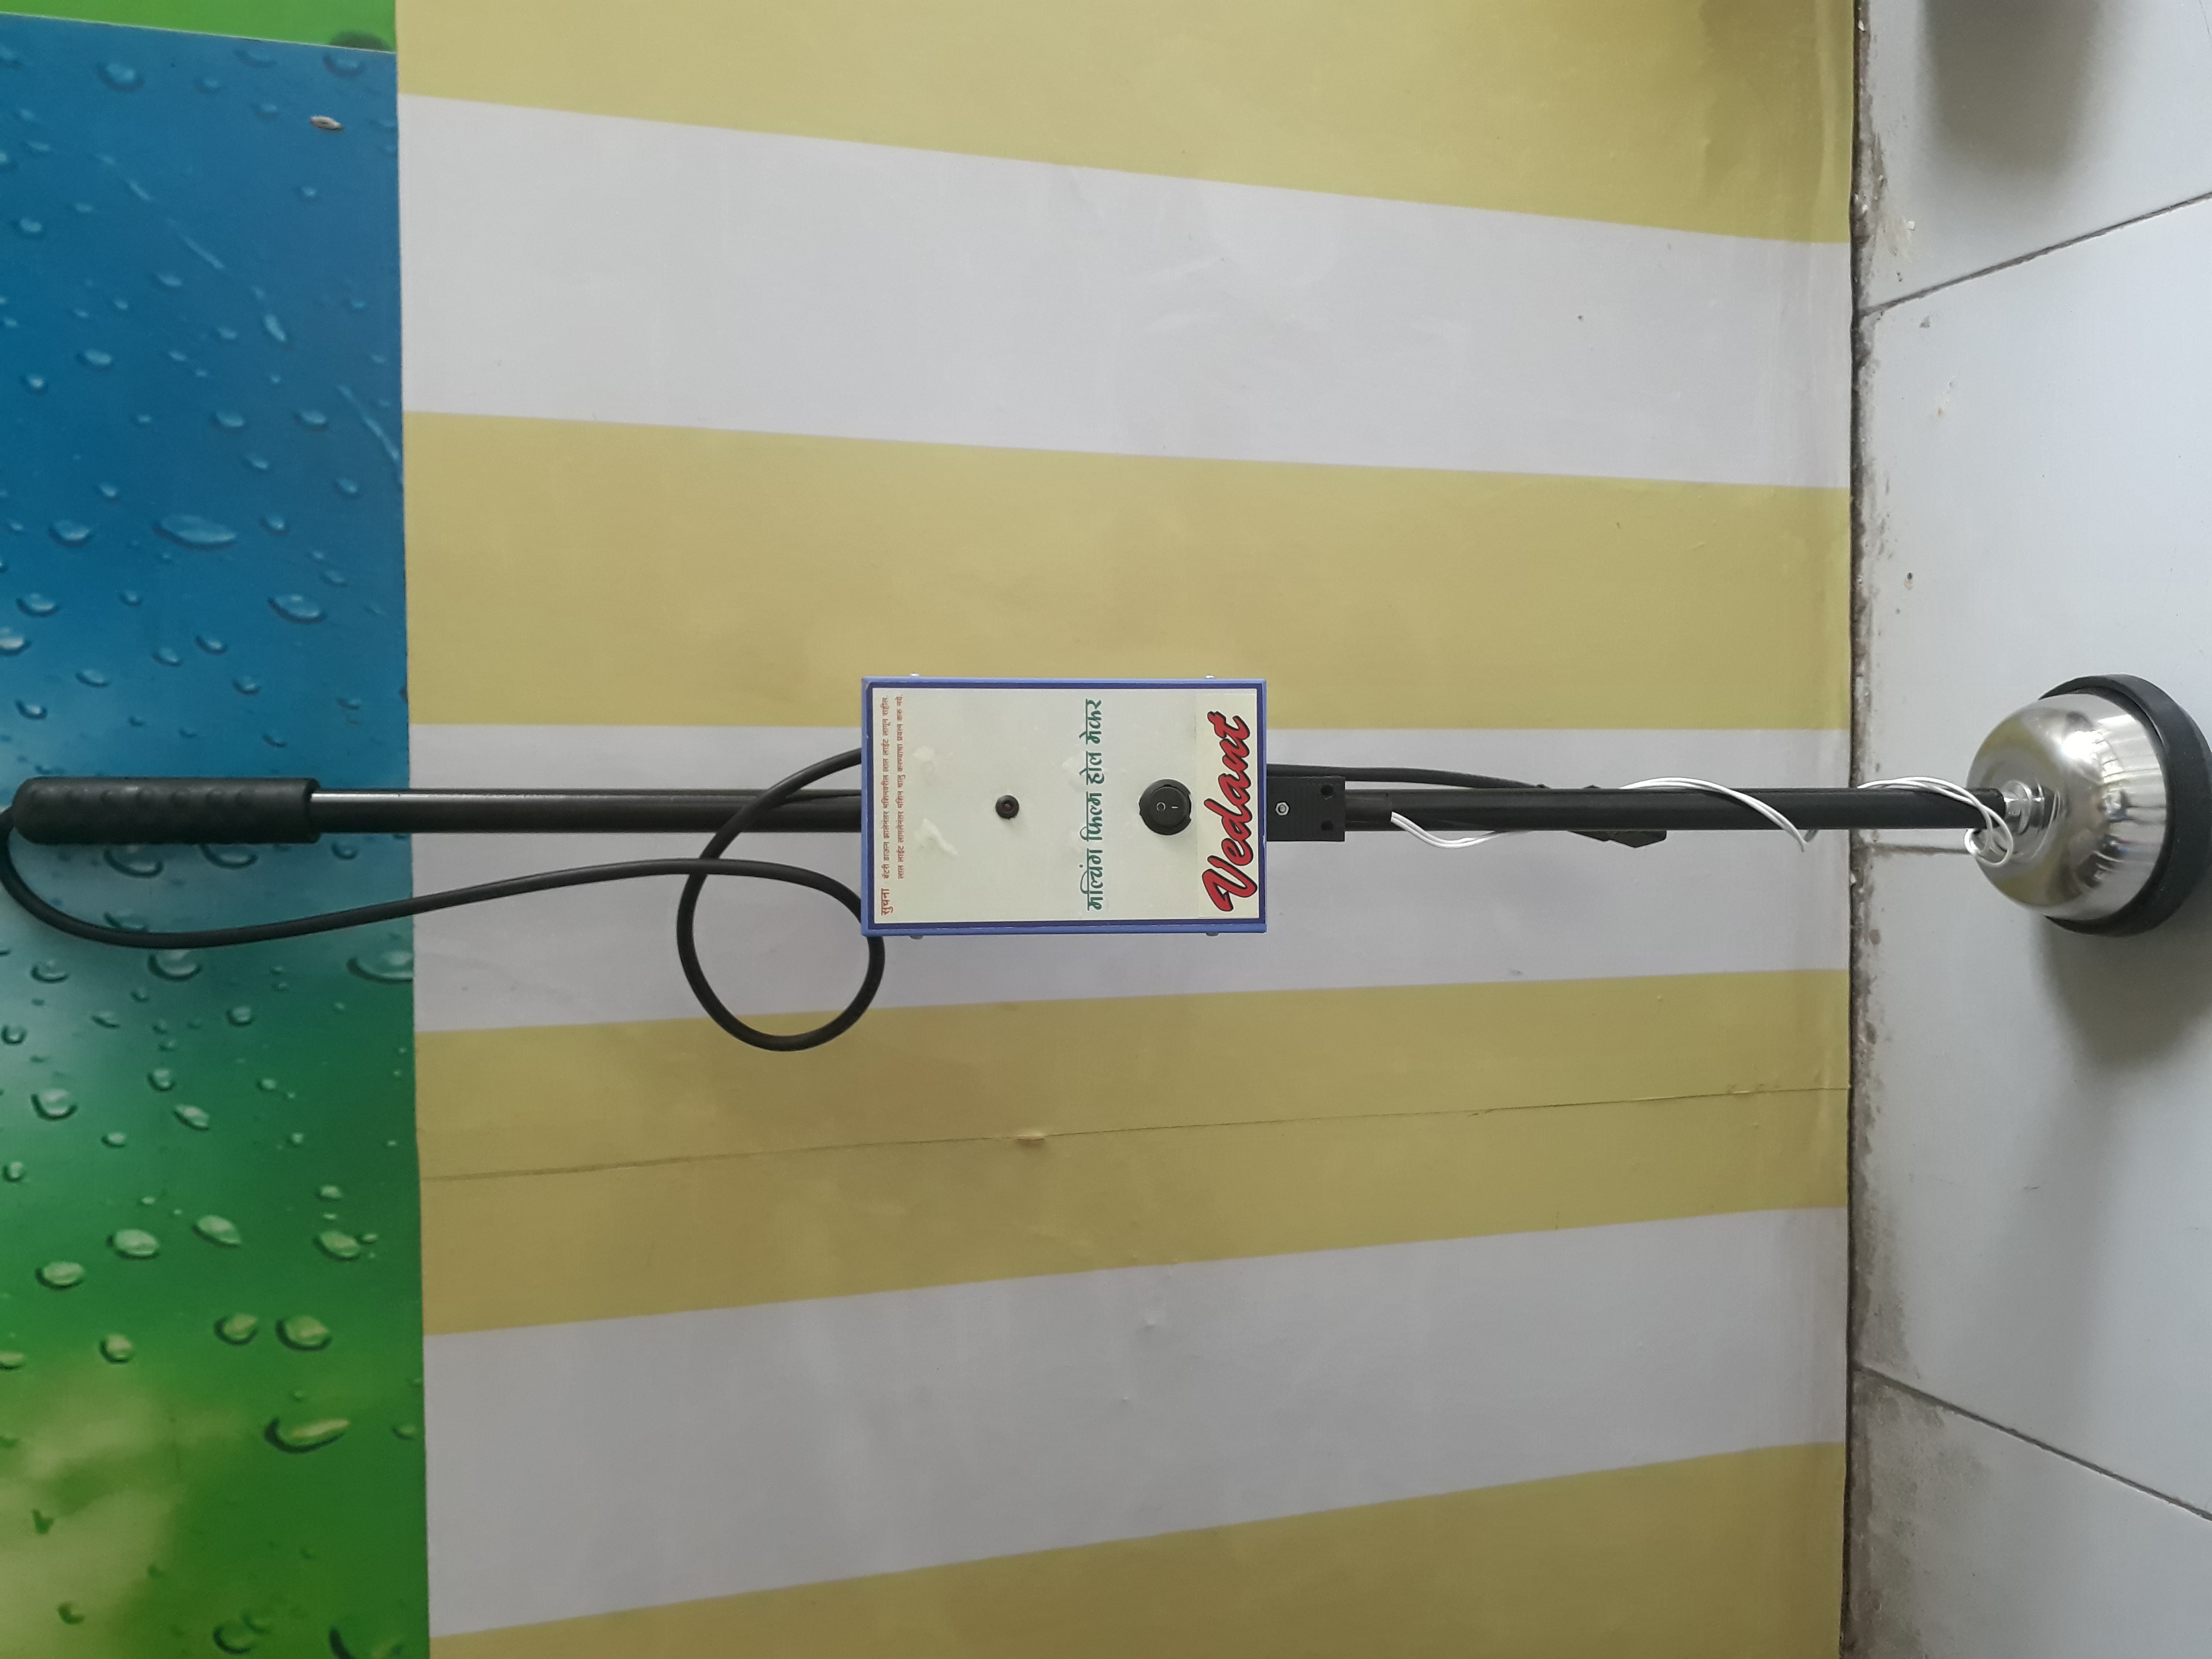 सुचना : बॅटरी डाऊन झालेनंतर मशिनवरील लाल लाईट लागून राहील.
लाल लाईट लागलेनंतर मशिन चालु करण्याचा प्रयत्न करु नये.
मल्चिंग फिल्म होल मेकर
Vedant